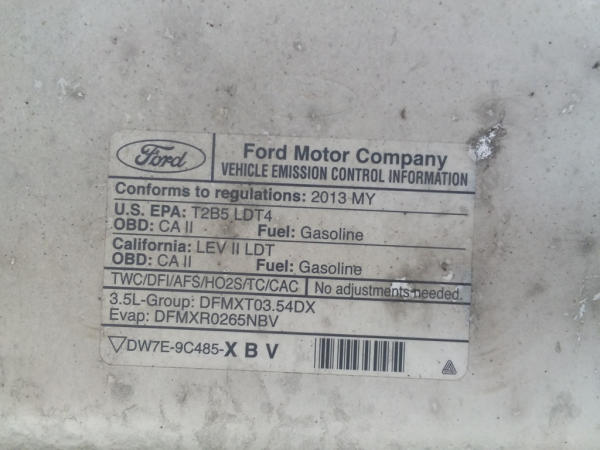 Ford
Ford Motor Company
VEHICLE EMISSION CONTROL INFORMATION
Conforms to regulations: 2013 MY
U.S. EPA: T2B5 LDT4
OBD: CA II Fuel: Gasoline
California: LEV II LDT
OBD: CA II Fuel: Gasoline
TWC/DFI/AFS/HO2S/TC/CAC No adjustments needed.
3.5L-Group: DFMXT03.54DX
Evap: DFMXR0265NBV
DW7E-9C485-X B V